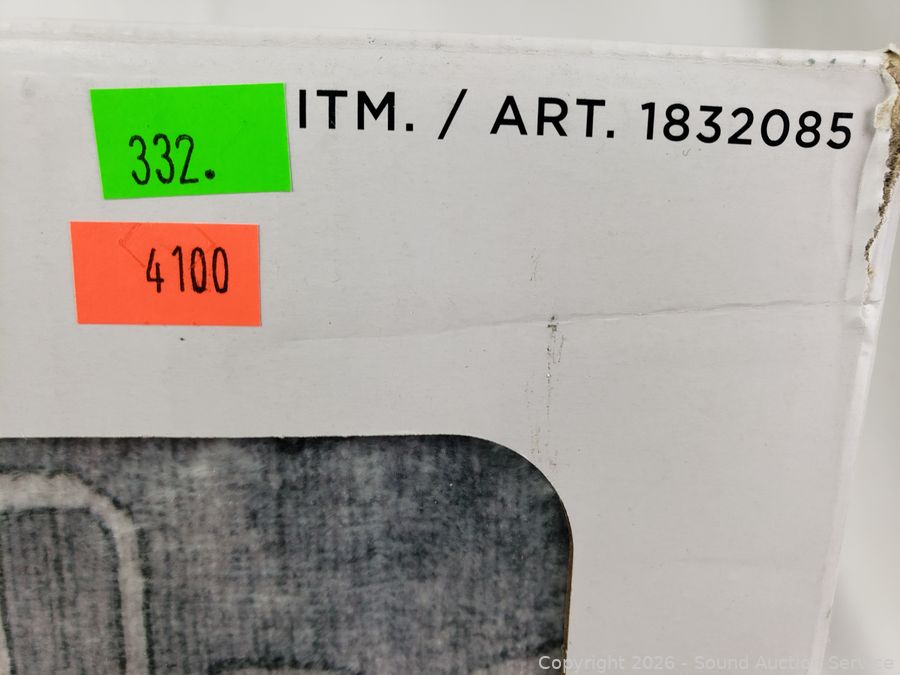 ITM. / ART. 1832085
332.
4100
Copyright 2026 - Sound Auction Service